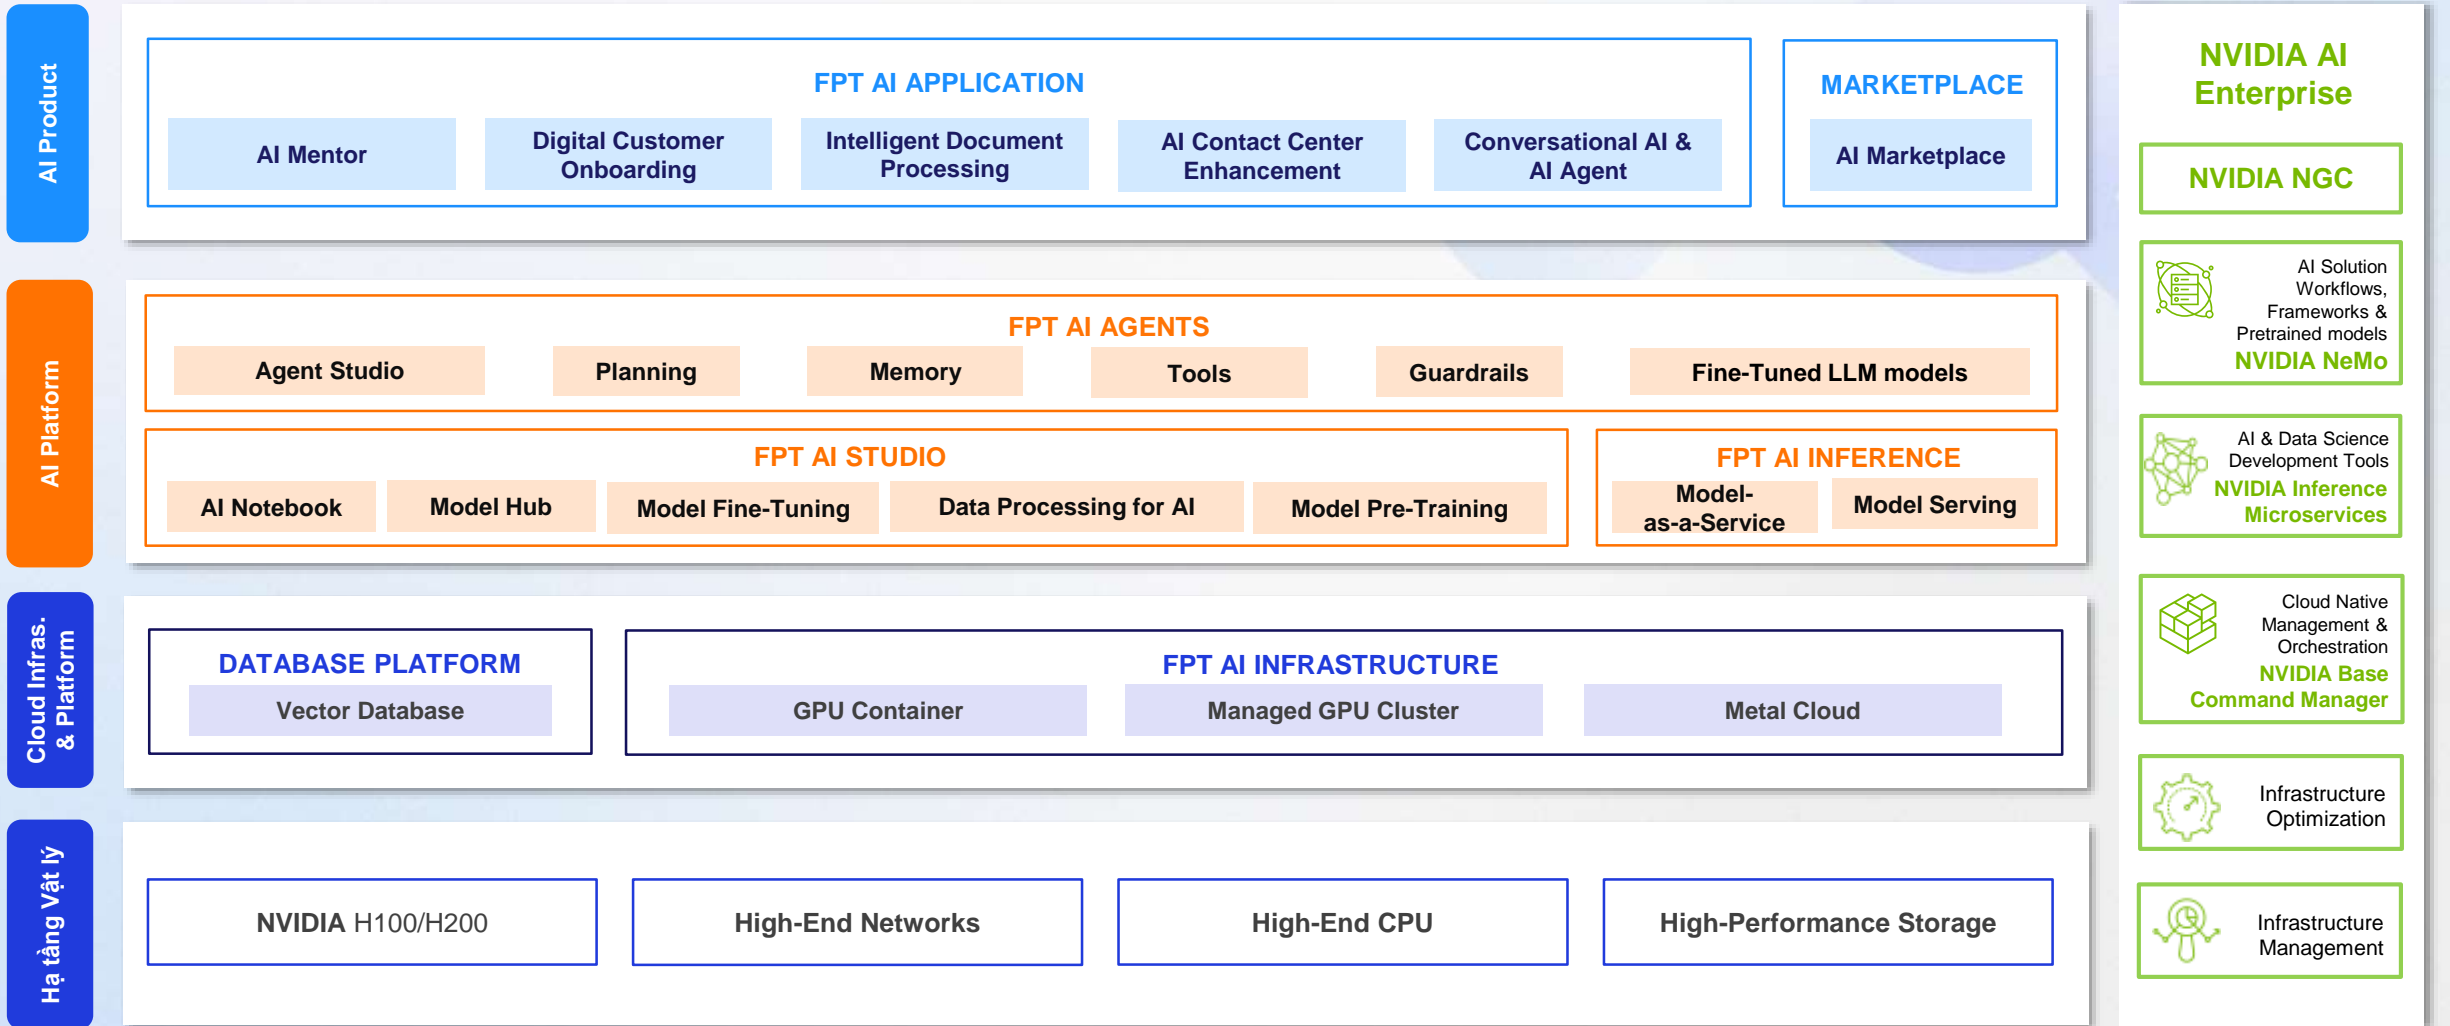 AI Product
FPT AI APPLICATION
AI Mentor
Digital Customer
Onboarding
Intelligent Document
Processing
AI Contact Center
Enhancement
Conversational AI &
AI Agent
MARKETPLACE
AI Marketplace
AI Platform
FPT AI AGENTS
Agent Studio
Planning
Memory
Tools
Guardrails
Fine-Tuned LLM models
FPT AI STUDIO
AI Notebook
Model Hub
Model Fine-Tuning
Data Processing for AI
Model Pre-Training
FPT AI INFERENCE
Model-
as-a-Service
Model Serving
Cloud Infras.
& Platform
DATABASE PLATFORM
Vector Database
FPT AI INFRASTRUCTURE
GPU Container
Managed GPU Cluster
Metal Cloud
Hạ tầng Vật lý
NVIDIA H100/H200
High-End Networks
High-End CPU
High-Performance Storage
NVIDIA AI
Enterprise
NVIDIA NGC
AI Solution
Workflows,
Frameworks &
Pretrained models
NVIDIA NeMo
AI & Data Science
Development Tools
NVIDIA Inference
Microservices
Cloud Native
Management &
Orchestration
NVIDIA Base
Command Manager
Infrastructure
Optimization
Infrastructure
Management